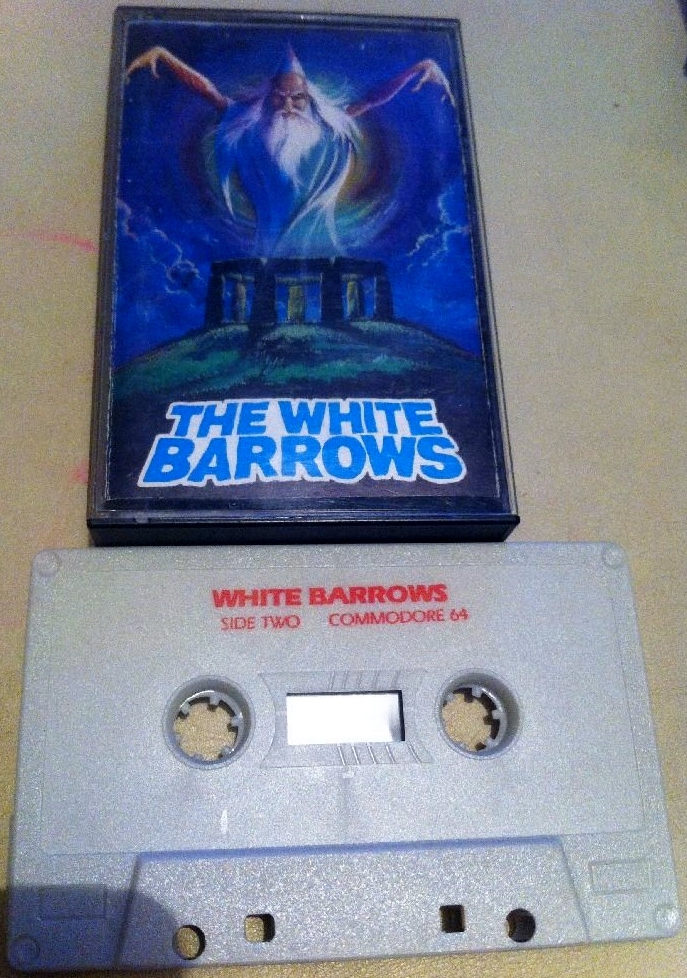 THE WHITE
BARROWS
WHITE BARROWS
SIDE TWO COMMODORE 64